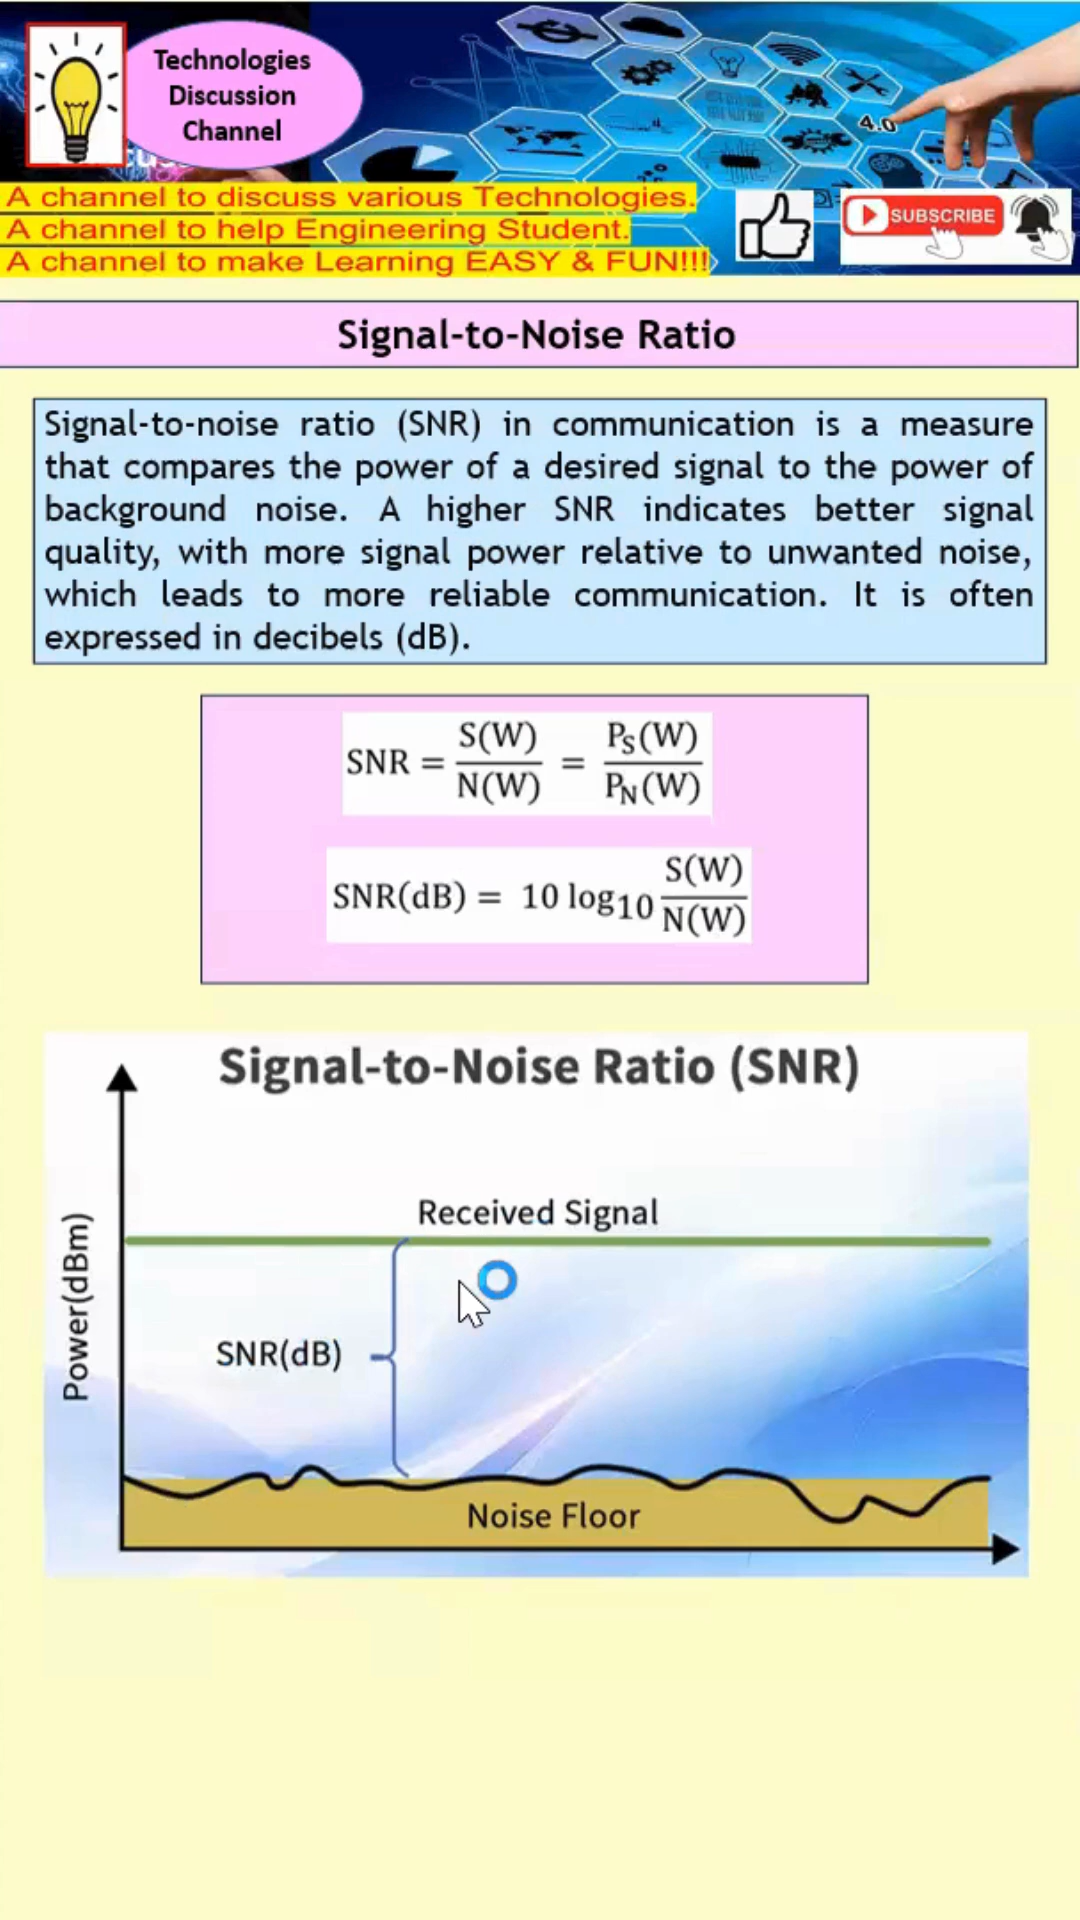 Technologies
Discussion
Channel
4.0
A channel to discuss various Technologies.
A channel to help Engineering Student.
A channel to make Learning EASY & FUN!!!
SUBSCRIBE
Signal-to-Noise Ratio
Signal-to-noise ratio (SNR) in communication is a measure
that compares the power of a desired signal to the power of
background noise. A higher SNR indicates better signal
quality, with more signal power relative to unwanted noise,
which leads to more reliable communication. It is often
expressed in decibels (dB).
SNR = S(W)/N(W) = P_S(W)/P_N(W)
SNR(dB) = 10 log10 S(W)/N(W)
Signal-to-Noise Ratio (SNR)
Received Signal
Power(dBm)
SNR(dB)
Noise Floor